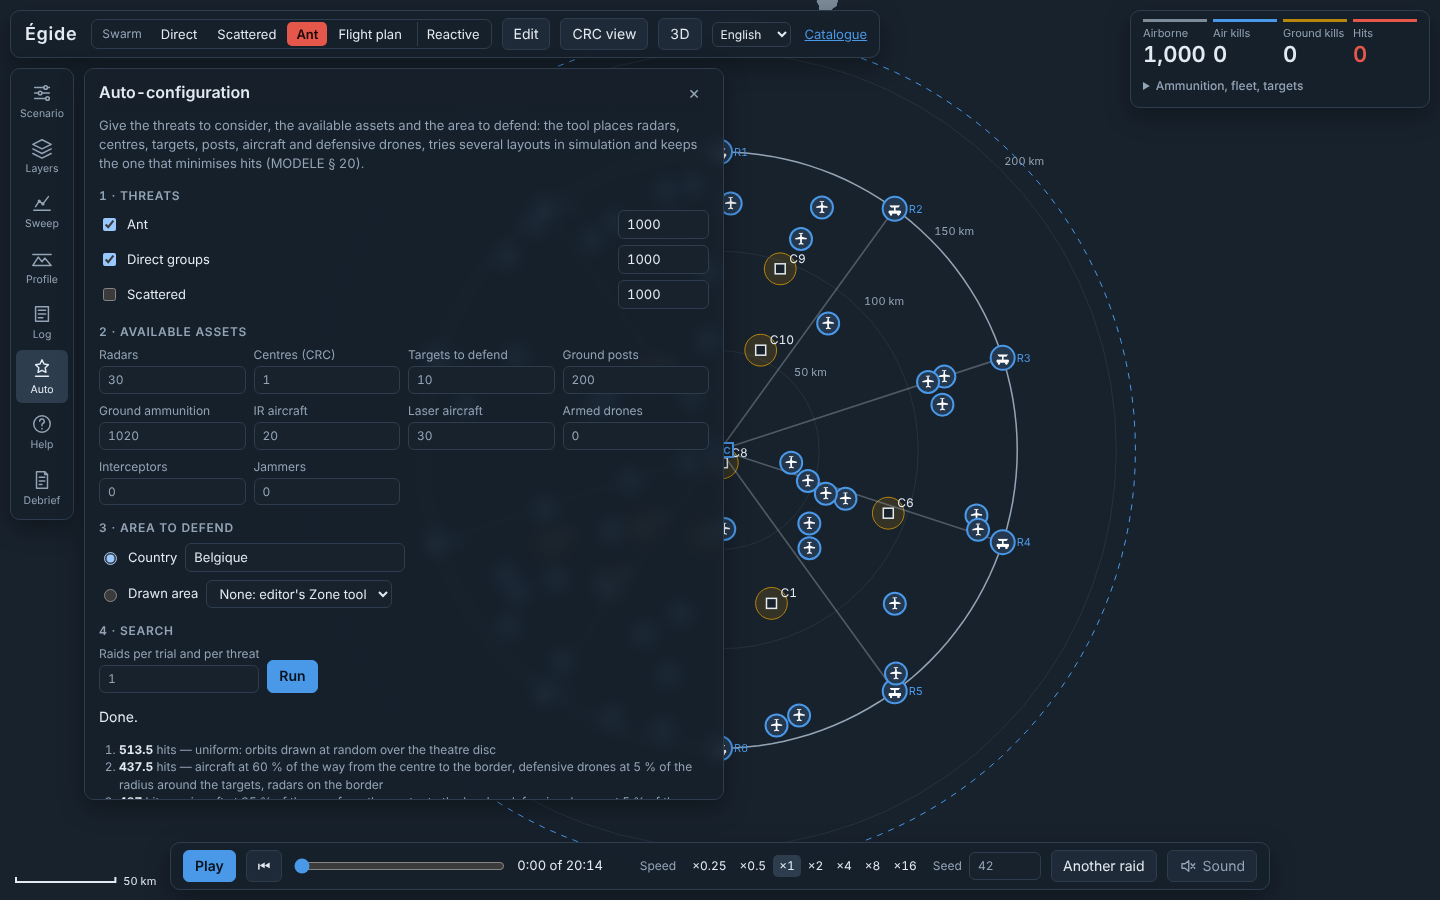 Égide
Swarm Direct Scattered Ant Flight plan Reactive
Edit CRC view 3D English Catalogue
Airborne Air kills Ground kills Hits
1,000 0 0 0
Ammunition, fleet, targets
Scenario
Layers
Sweep
Profile
Log
Auto
Help
Debrief
Auto-configuration
Give the threats to consider, the available assets and the area to defend: the tool places radars,
centres, targets, posts, aircraft and defensive drones, tries several layouts in simulation and keeps
the one that minimises hits (MODELE § 20).
1 · THREATS
Ant 1000
Direct groups 1000
Scattered 1000
2 · AVAILABLE ASSETS
Radars Centres (CRC) Targets to defend Ground posts
30 1 10 200
Ground ammunition IR aircraft Laser aircraft Armed drones
1020 20 30 0
Interceptors Jammers
0 0
3 · AREA TO DEFEND
Country Belgique
Drawn area None: editor's Zone tool
4 · SEARCH
Raids per trial and per threat
1 Run
Done.
1. 513.5 hits — uniform: orbits drawn at random over the theatre disc
2. 437.5 hits — aircraft at 60 % of the way from the centre to the border, defensive drones at 5 % of the
radius around the targets, radars on the border
R1
R2
200 km
150 km
C9
100 km
C10
R3
50 km
C C8
C6
R4
C1
R5
R6
50 km
Play 0:00 of 20:14 Speed ×0.25 ×0.5 ×1 ×2 ×4 ×8 ×16 Seed 42 Another raid Sound